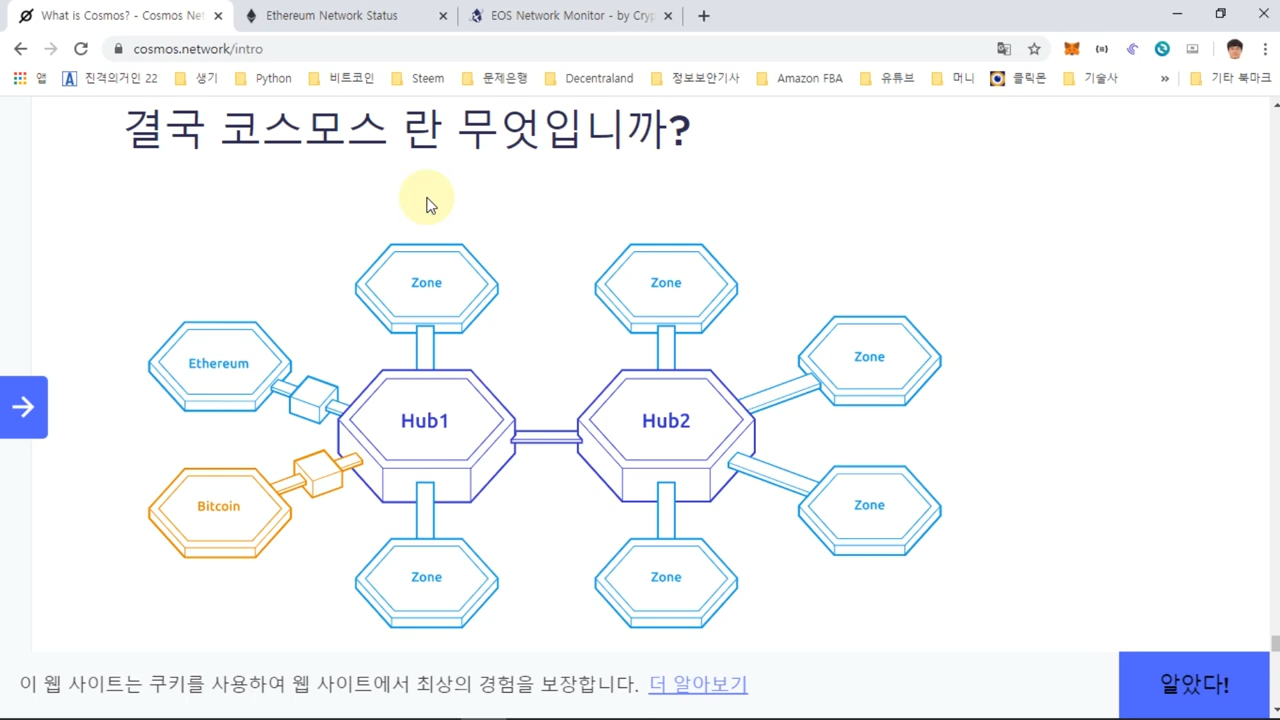 What is Cosmos? - Cosmos Net
Ethereum Network Status
EOS Network Monitor - by Cryp
cosmos.network/intro
앱
진격의거인 22
생기
Python
비트코인
Steem
문제은행
Decentraland
정보보안기사
Amazon FBA
유튜브
머니
클릭몬
기술사
»
기타 북마크
결국 코스모스 란 무엇입니까?
Zone
Zone
Ethereum
Zone
Hub1
Hub2
Bitcoin
Zone
Zone
Zone
이 웹 사이트는 쿠키를 사용하여 웹 사이트에서 최상의 경험을 보장합니다. 더 알아보기
알았다!